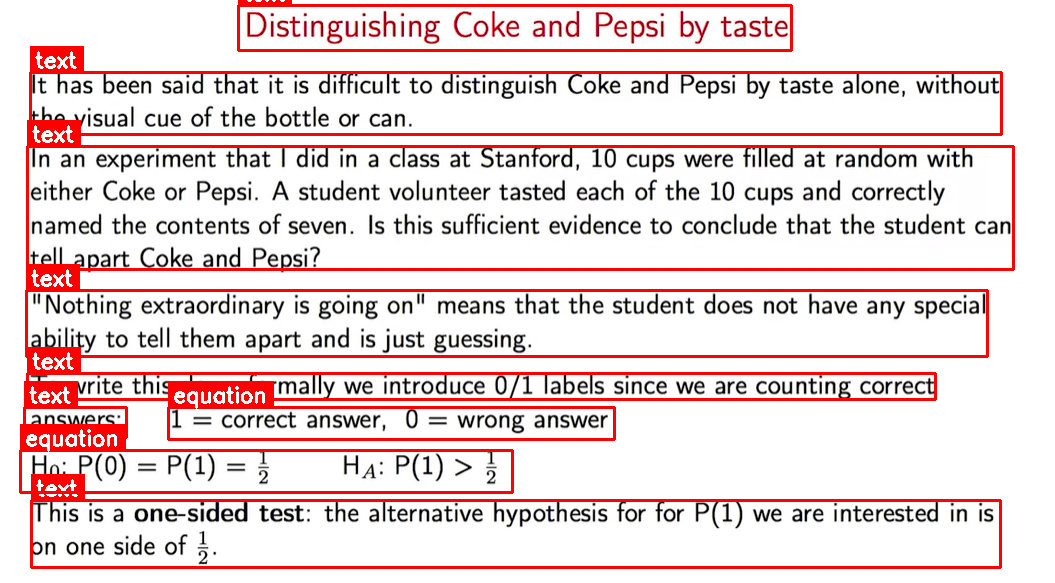 text
Distinguishing Coke and Pepsi by taste
text
It has been said that it is difficult to distinguish Coke and Pepsi by taste alone, without
the visual cue of the bottle or can.
text
In an experiment that I did in a class at Stanford, 10 cups were filled at random with
either Coke or Pepsi. A student volunteer tasted each of the 10 cups and correctly
named the contents of seven. Is this sufficient evidence to conclude that the student can
tell apart Coke and Pepsi?
text
"Nothing extraordinary is going on" means that the student does not have any special
ability to tell them apart and is just guessing.
text
write this we introduce 0/1 labels since we are counting correct
text equation
answers: 1 = correct answer, 0 = wrong answer
equation
H₀: P(0) = P(1) = ½ H_A: P(1) > ½
text
This is a one-sided test: the alternative hypothesis for for P(1) we are interested in is
on one side of ½.